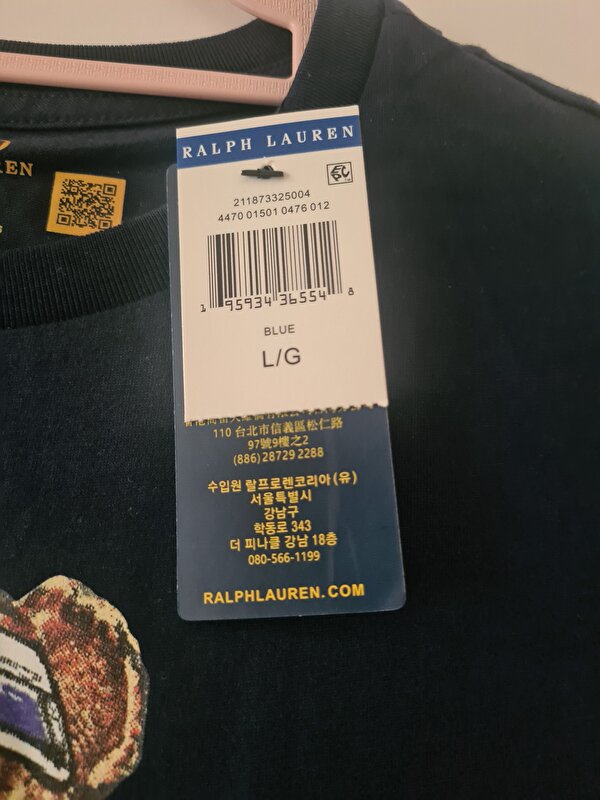 RALPH LAUREN
211873325004
4470 01501 0476 012
1 95934 36554 8
BLUE
L/G
110 台北市信義區松仁路
97號9樓之2
(886) 28729 2288
수입원 랄프로렌코리아 (유)
서울특별시
강남구
학동로 343
더 피나클 강남 18층
080-566-1199
RALPHLAUREN.COM